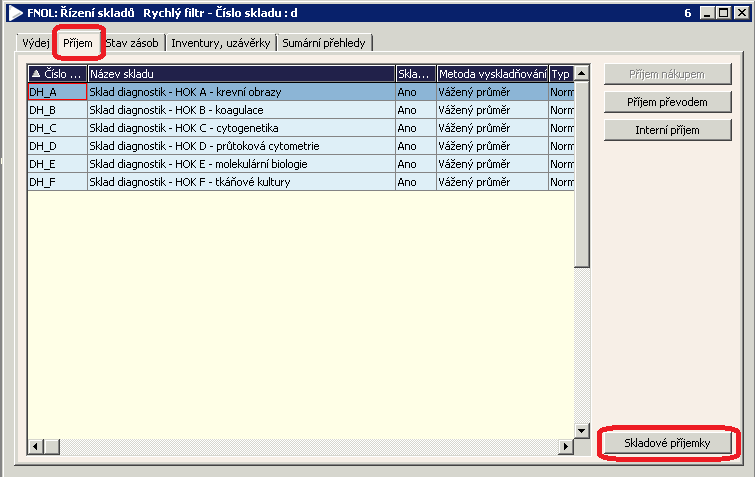 FNOL: Řízení skladů   Rychlý filtr - Číslo skladu : d   6
Výdej Příjem Stav zásob Inventury, uzávěrky Sumární přehledy
Číslo ... Název skladu Skla... Metoda vyskladňování Typ
DH_A Sklad diagnostik - HOK A - krevní obrazy Ano Vážený průměr Norm
DH_B Sklad diagnostik - HOK B - koagulace Ano Vážený průměr Norm
DH_C Sklad diagnostik - HOK C - cytogenetika Ano Vážený průměr Norm
DH_D Sklad diagnostik - HOK D - průtoková cytometrie Ano Vážený průměr Norm
DH_E Sklad diagnostik - HOK E - molekulární biologie Ano Vážený průměr Norm
DH_F Sklad diagnostik - HOK F - tkáňové kultury Ano Vážený průměr Norm
Příjem nákupem
Příjem převodem
Interní příjem
Skladové příjemky